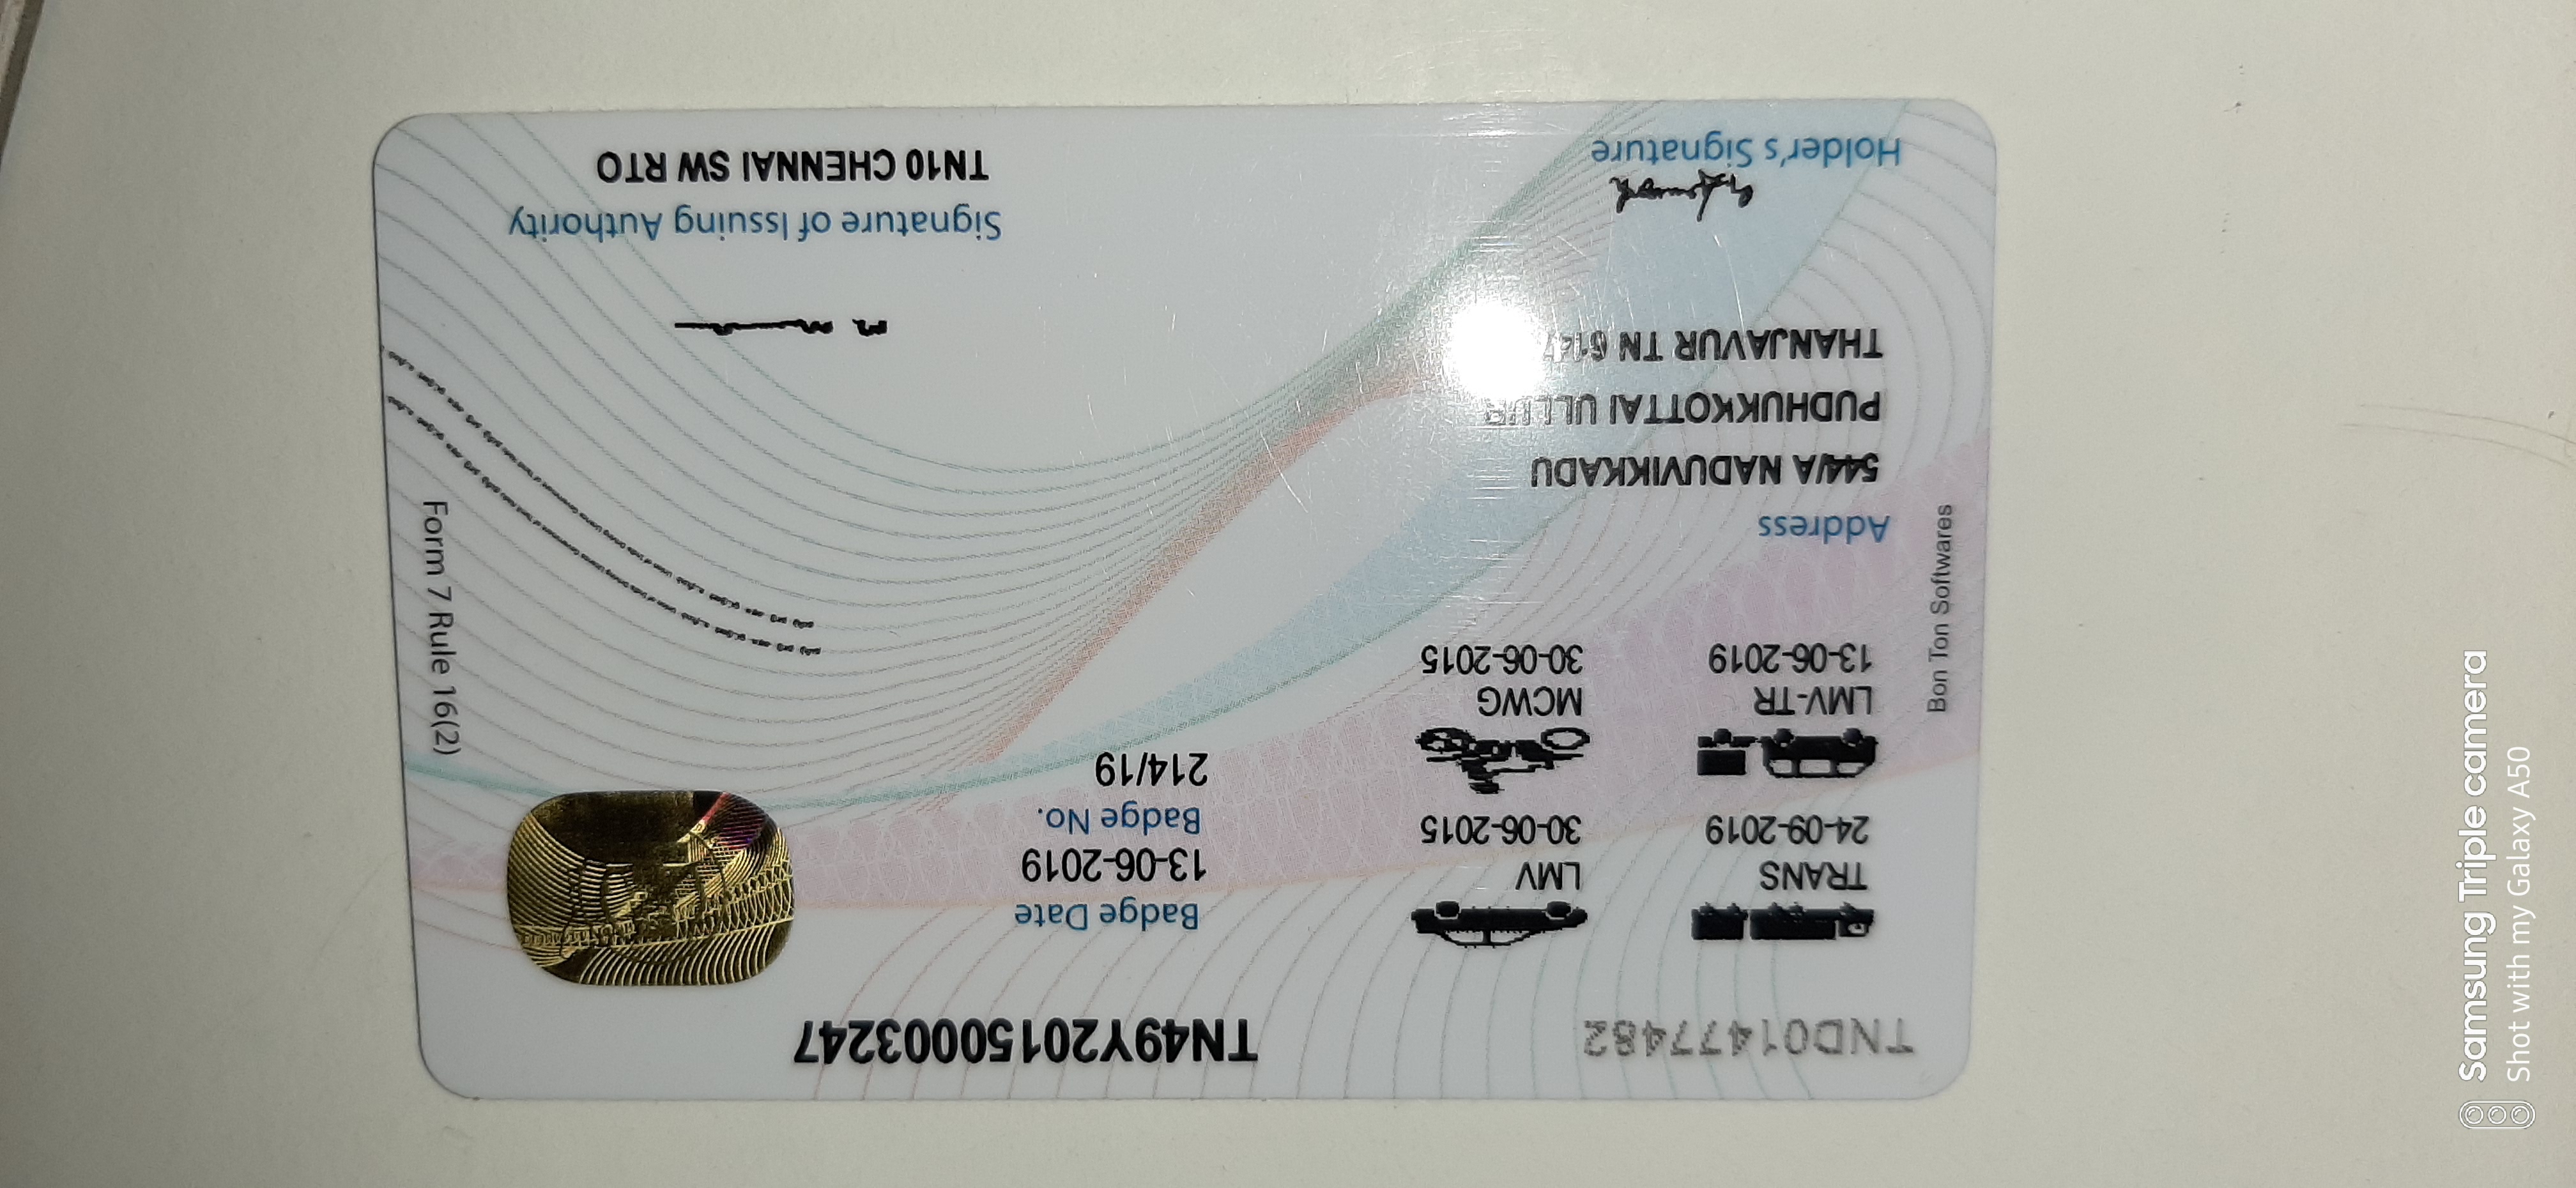 TND01477482
TN49Y20150003247
TRANS
24-09-2019
LMV
30-06-2015
Badge Date
13-06-2019
Badge No.
214/19
LMV-TR
13-06-2019
MCWG
30-06-2015
Address
544/A NADUVIKKADU
PUDHUKKOTTAI ULLUR
THANJAVUR TN
Signature of Issuing Authority
TN10 CHENNAI SW RTO
Holder's Signature
Form 7 Rule 16(2)
Bon Ton Softwares
Samsung Triple camera
Shot with my Galaxy A50